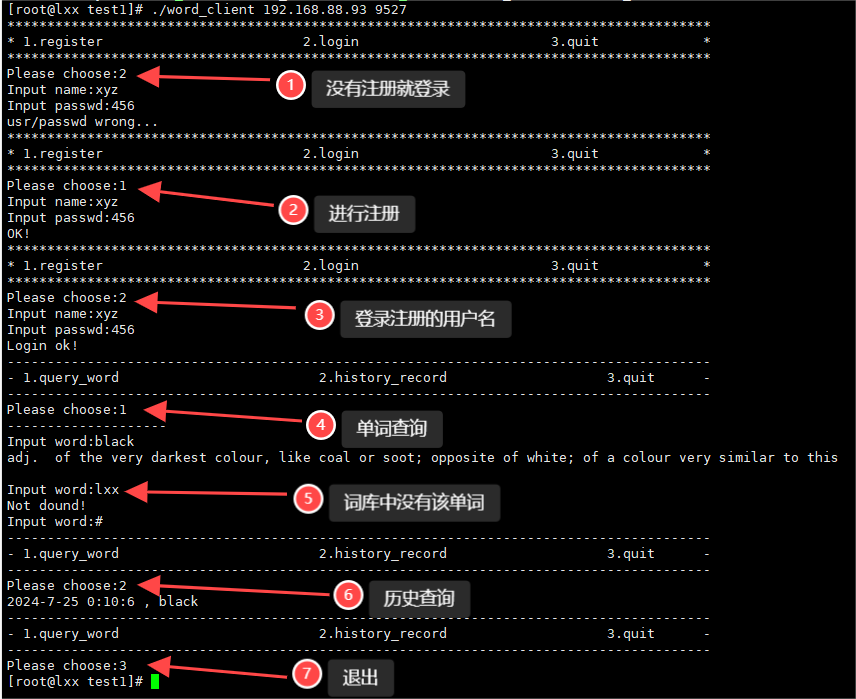 [root@lxx test1]# ./word_client 192.168.88.93 9527
****************************************************************************************
* 1.register                         2.login                        3.quit             *
****************************************************************************************
Please choose:2
① 没有注册就登录
Input name:xyz
Input passwd:456
usr/passwd wrong...
****************************************************************************************
* 1.register                         2.login                        3.quit             *
****************************************************************************************
Please choose:1
Input name:xyz
② 进行注册
Input passwd:456
OK!
****************************************************************************************
* 1.register                         2.login                        3.quit             *
****************************************************************************************
Please choose:2
Input name:xyz
③ 登录注册的用户名
Input passwd:456
Login ok!
----------------------------------------------------------------------------------------
- 1.query_word                         2.history_record                    3.quit      -
----------------------------------------------------------------------------------------
Please choose:1
--------------------
④ 单词查询
Input word:black
adj.  of the very darkest colour, like coal or soot; opposite of white; of a colour very similar to this
Input word:lxx
⑤ 词库中没有该单词
Not dound!
Input word:#
----------------------------------------------------------------------------------------
- 1.query_word                         2.history_record                    3.quit      -
----------------------------------------------------------------------------------------
Please choose:2
⑥ 历史查询
2024-7-25 0:10:6 , black
----------------------------------------------------------------------------------------
- 1.query_word                         2.history_record                    3.quit      -
----------------------------------------------------------------------------------------
Please choose:3
⑦ 退出
[root@lxx test1]#